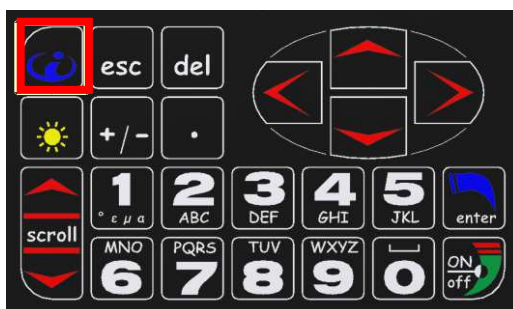 esc del
+/- .
scroll
1 ° ε μ α
2 ABC
3 DEF
4 GHI
5 JKL
enter
MNO 6
PQRS 7
TUV 8
WXYZ 9
0
ON
off